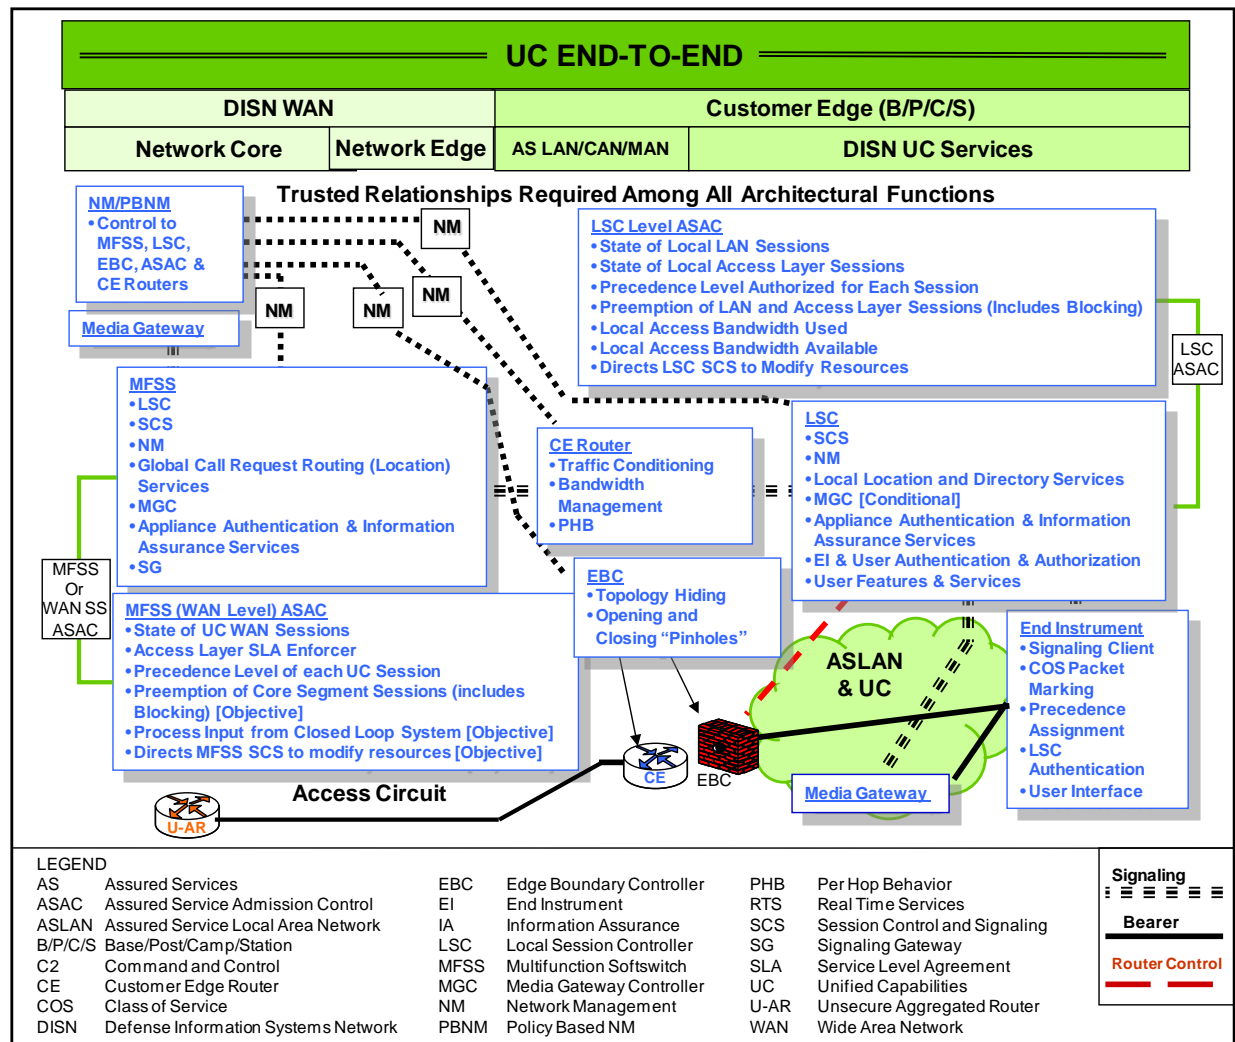 UC END-TO-END
DISN WAN
Customer Edge (B/P/C/S)
Network Core
Network Edge
AS LAN/CAN/MAN
DISN UC Services
Trusted Relationships Required Among All Architectural Functions
NM/PBNM
•Control to
MFSS, LSC,
EBC, ASAC &
CE Routers
NM
NM
NM
NM
Media Gateway
LSC Level ASAC
•State of Local LAN Sessions
•State of Local Access Layer Sessions
•Precedence Level Authorized for Each Session
•Preemption of LAN and Access Layer Sessions (Includes Blocking)
•Local Access Bandwidth Used
•Local Access Bandwidth Available
•Directs LSC SCS to Modify Resources
LSC
ASAC
MFSS
•LSC
•SCS
•NM
•Global Call Request Routing (Location)
Services
•MGC
•Appliance Authentication & Information
Assurance Services
•SG
CE Router
•Traffic Conditioning
•Bandwidth
Management
•PHB
LSC
•SCS
•NM
•Local Location and Directory Services
•MGC [Conditional]
•Appliance Authentication & Information
Assurance Services
•EI & User Authentication & Authorization
•User Features & Services
MFSS
Or
WAN SS
ASAC
MFSS (WAN Level) ASAC
•State of UC WAN Sessions
•Access Layer SLA Enforcer
•Precedence Level of each UC Session
•Preemption of Core Segment Sessions (includes
Blocking) [Objective]
•Process Input from Closed Loop System [Objective]
•Directs MFSS SCS to modify resources [Objective]
EBC
•Topology Hiding
•Opening and
Closing “Pinholes”
ASLAN
& UC
End Instrument
•Signaling Client
•COS Packet
Marking
•Precedence
Assignment
•LSC
Authentication
•User Interface
CE
EBC
Media Gateway
Access Circuit
U-AR
LEGEND
AS Assured Services
ASAC Assured Service Admission Control
ASLAN Assured Service Local Area Network
B/P/C/S Base/Post/Camp/Station
C2 Command and Control
CE Customer Edge Router
COS Class of Service
DISN Defense Information Systems Network
EBC Edge Boundary Controller
EI End Instrument
IA Information Assurance
LSC Local Session Controller
MFSS Multifunction Softswitch
MGC Media Gateway Controller
NM Network Management
PBNM Policy Based NM
PHB Per Hop Behavior
RTS Real Time Services
SCS Session Control and Signaling
SG Signaling Gateway
SLA Service Level Agreement
UC Unified Capabilities
U-AR Unsecure Aggregated Router
WAN Wide Area Network
Signaling
Bearer
Router Control